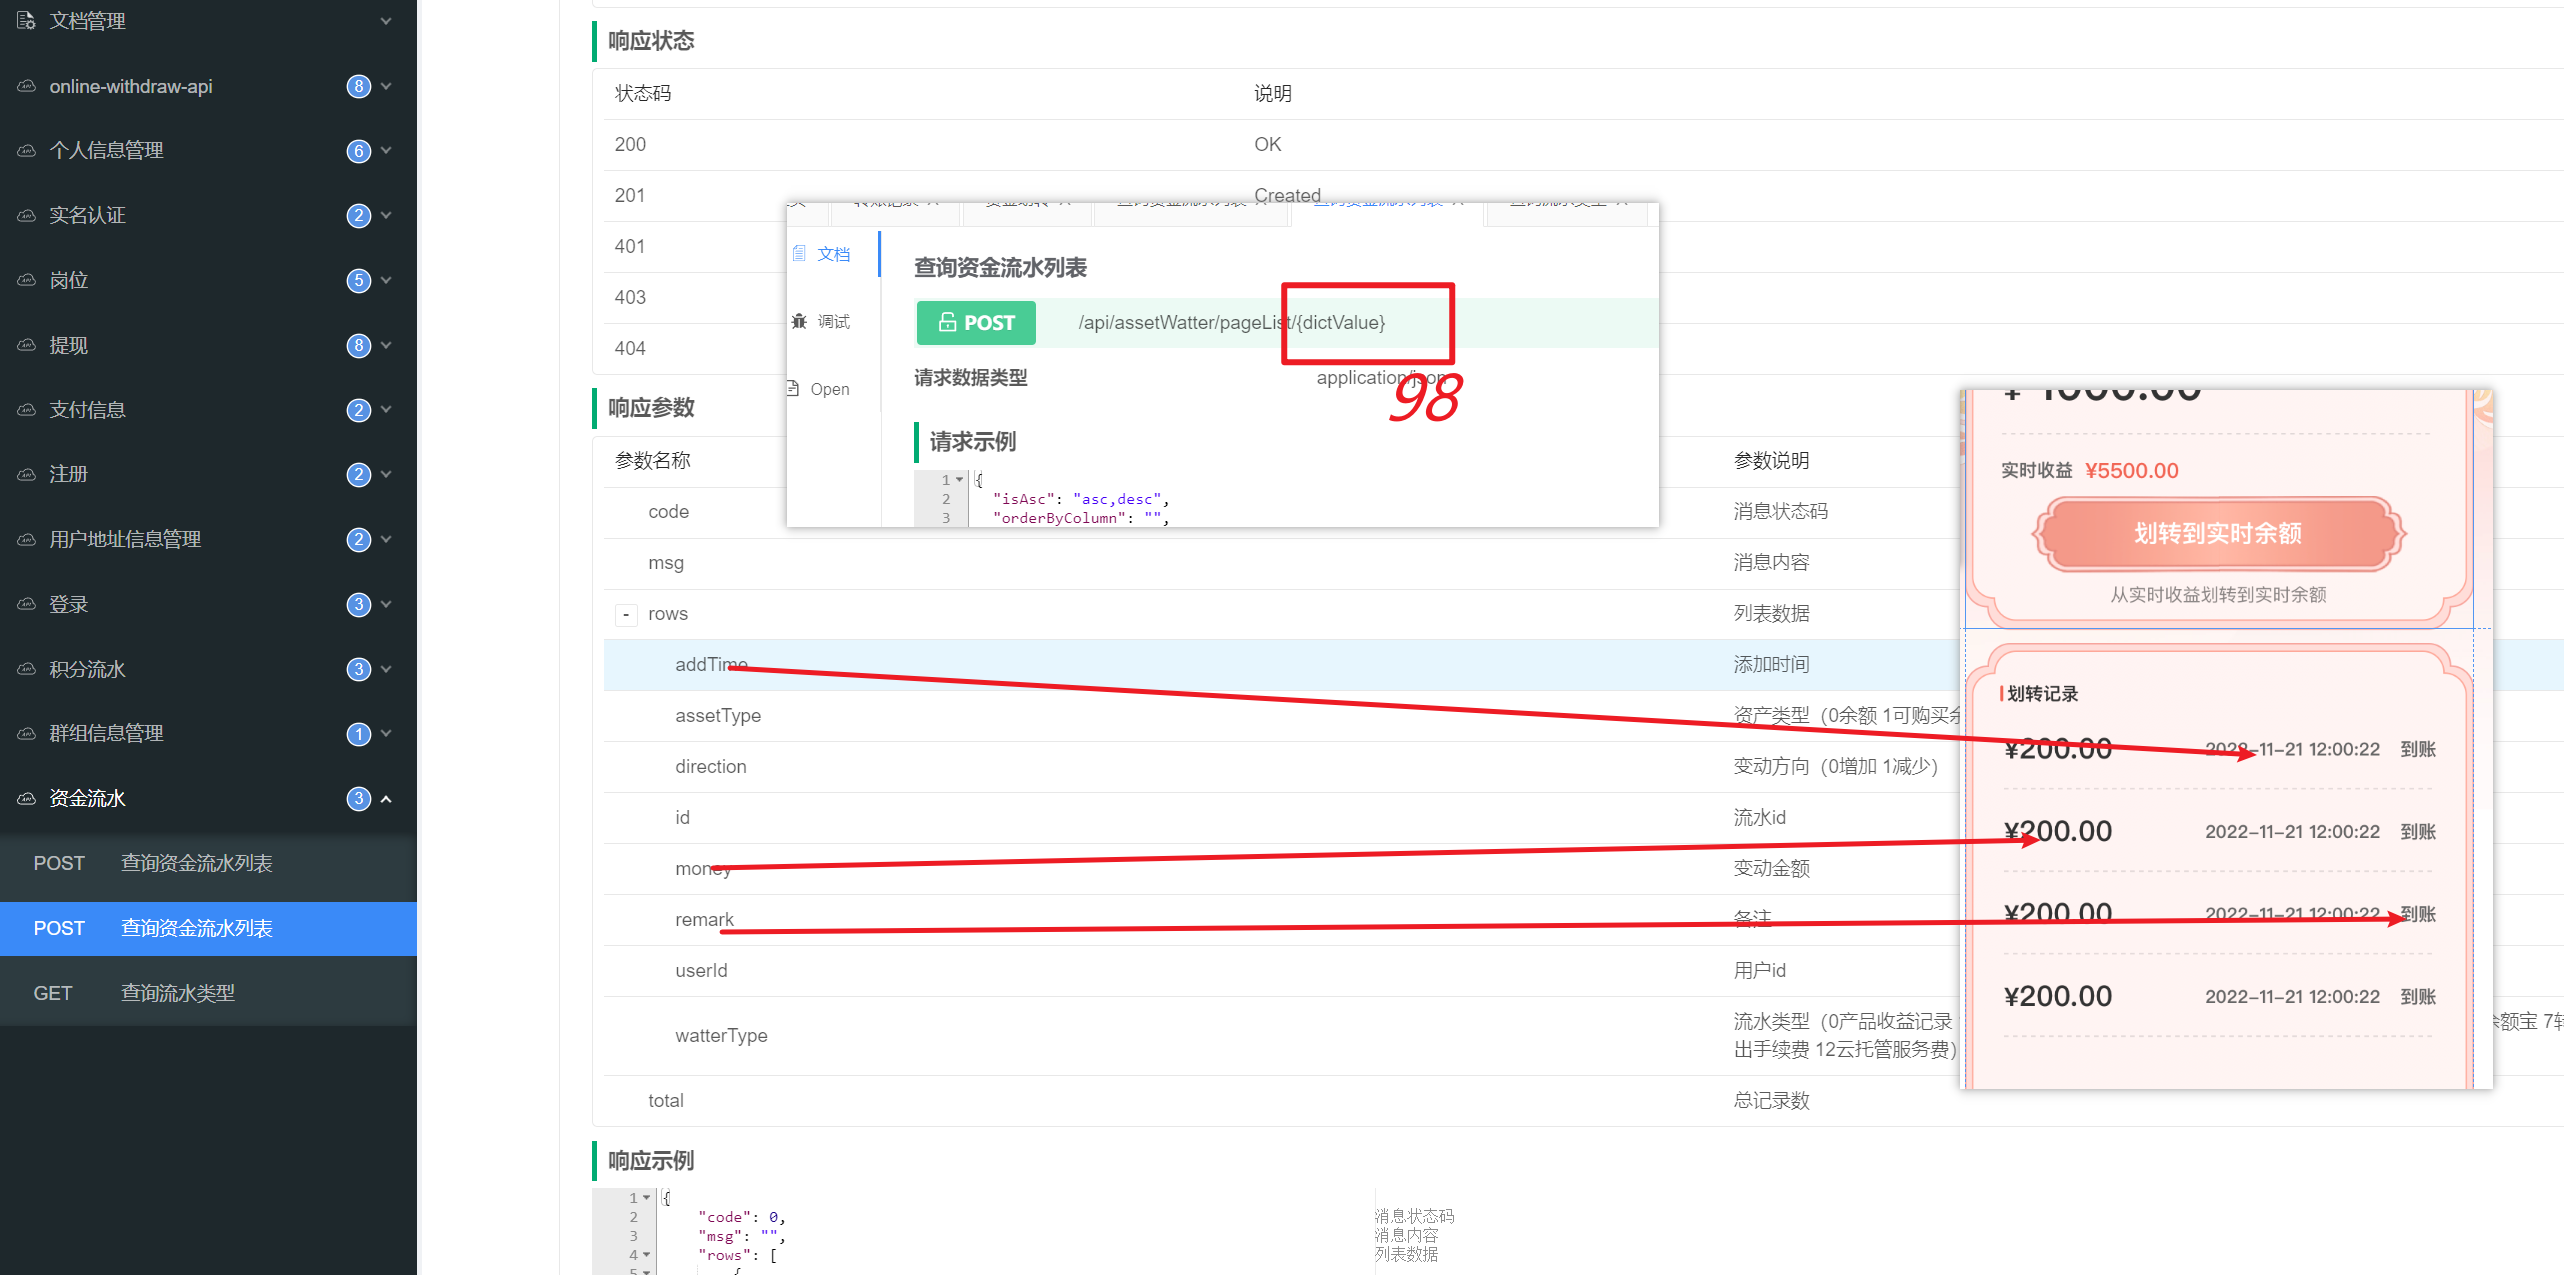 文档管理
online-withdraw-api 8
个人信息管理 6
实名认证 2
岗位 5
提现 8
支付信息 2
注册 2
用户地址信息管理 2
登录 3
积分流水 3
群组信息管理 1
资金流水 3
POST 查询资金流水列表
POST 查询资金流水列表
GET 查询流水类型
响应状态
状态码 说明
200 OK
201 Created
401
403
404
响应参数
参数名称 参数说明
code 消息状态码
msg 消息内容
- rows 列表数据
addTime 添加时间
assetType 资产类型（0余额 1可购买
direction 变动方向（0增加 1减少）
id 流水id
money 变动金额
remark 备注
userId 用户id
watterType 流水类型（0产品收益记录
余额宝 7转
出手续费 12云托管服务费）
total 总记录数
响应示例
1 {
2 "code": 0, 消息状态码
3 "msg": "", 消息内容
4 "rows": [ 列表数据
5 {
文档
调试
Open
查询资金流水列表
POST /api/assetWatter/pageList/{dictValue}
请求数据类型 application/json
98
请求示例
1 {
2 "isAsc": "asc,desc",
3 "orderByColumn": "",
¥ 1000.00
实时收益 ¥5500.00
划转到实时余额
从实时收益划转到实时余额
划转记录
¥200.00 2022-11-21 12:00:22 到账
¥200.00 2022-11-21 12:00:22 到账
¥200.00 2022-11-21 12:00:22 到账
¥200.00 2022-11-21 12:00:22 到账